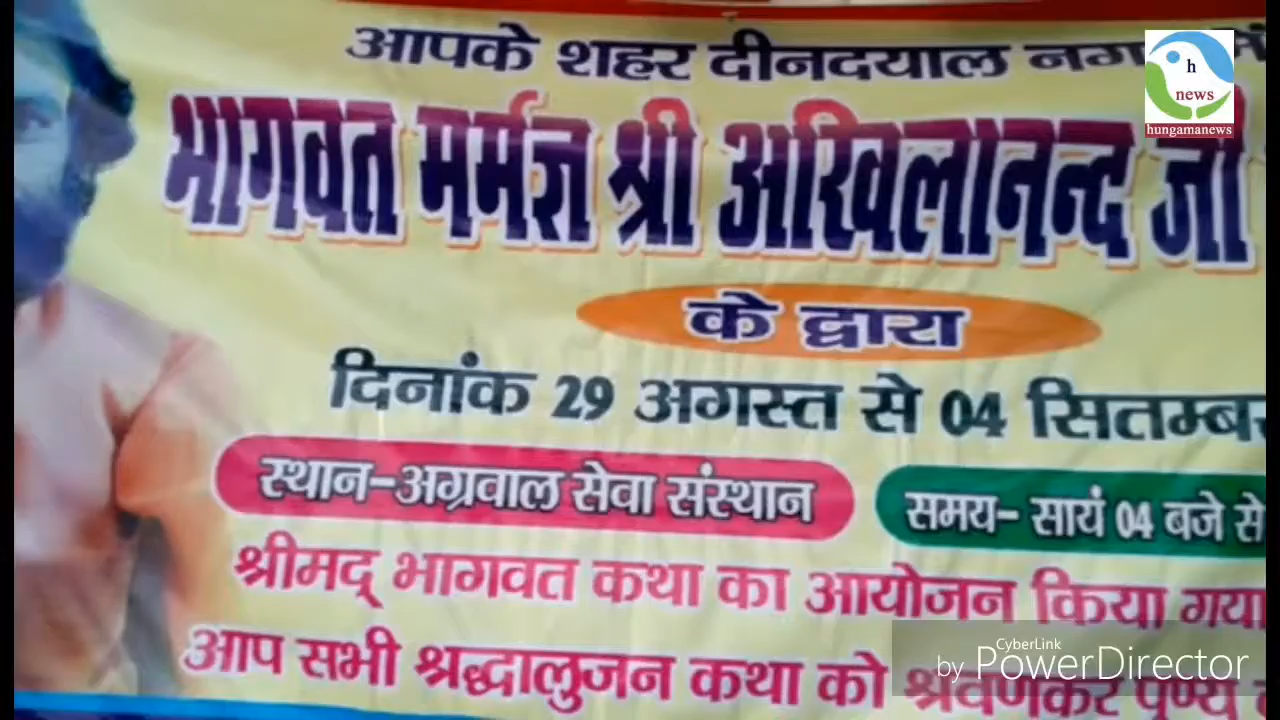 आपके शहर दीनदयाल
h
news
hungamanews
भागवत मर्मज्ञ श्री अखिलानन्द जी
के द्वारा
दिनांक 29 अगस्त से 04 सितम्बर
स्थान-अग्रवाल सेवा संस्थान
समय- सायं 04 बजे से
श्रीमद् भागवत कथा का आयोजन किया गया
आप सभी श्रद्धालुजन कथा को श्रवणकर पुण्य
CyberLink
by PowerDirector